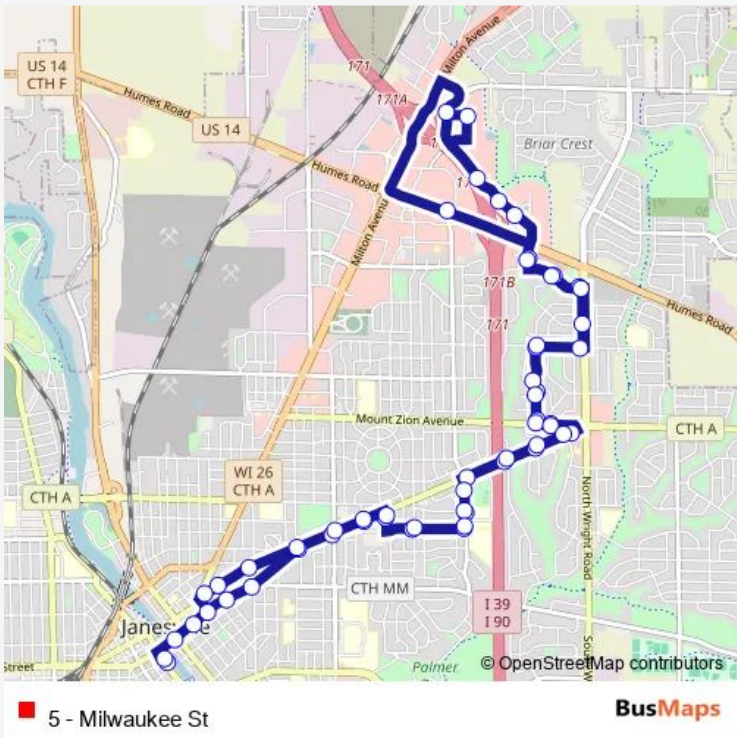 Milton Avenue
US 14
CTH F
171
Humes Road
171A
US 14
Briar Crest
Humes Road
Milton Avenu
171B
Humes Road
171
Mount Zion Avenue
CTH A
WI 26
CTH A
CTH A
North Wright Road
CTH MM
I 39
I 90
Street
Palmer
© OpenStreetMap contributors
5 - Milwaukee St
BusMaps